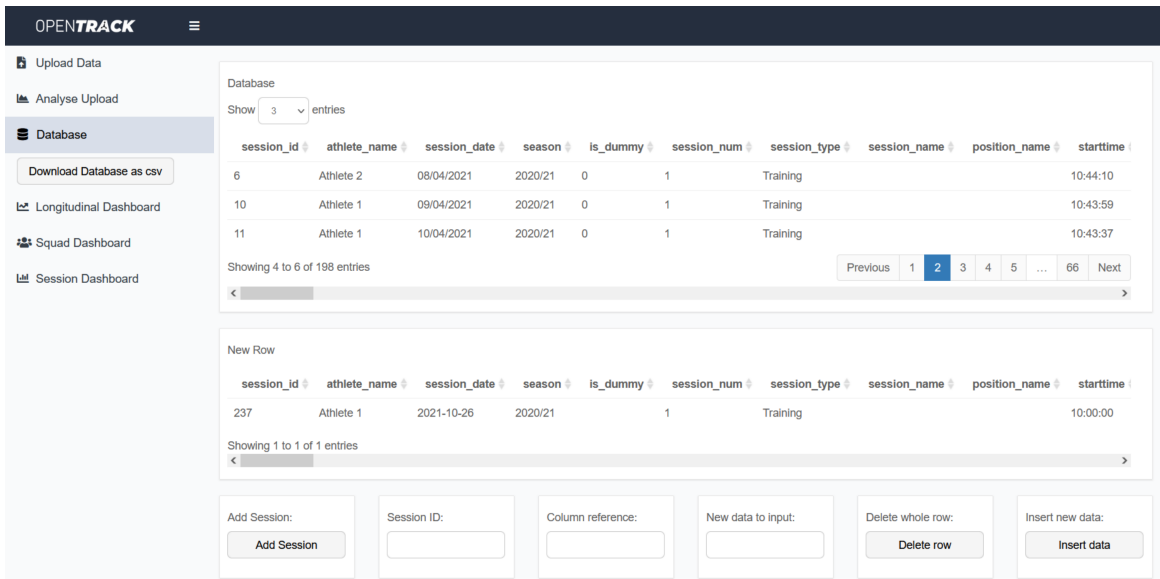 OPENTRACK
Upload Data
Analyse Upload
Database
Download Database as csv
Longitudinal Dashboard
Squad Dashboard
Session Dashboard
Database
Show 3 entries
session_id athlete_name session_date season is_dummy session_num session_type session_name position_name starttime
6 Athlete 2 08/04/2021 2020/21 0 1 Training 10:44:10
10 Athlete 1 09/04/2021 2020/21 0 1 Training 10:43:59
11 Athlete 1 10/04/2021 2020/21 0 1 Training 10:43:37
Showing 4 to 6 of 198 entries Previous 1 2 3 4 5 ... 66 Next
New Row
session_id athlete_name session_date season is_dummy session_num session_type session_name position_name starttime
237 Athlete 1 2021-10-26 2020/21 1 Training 10:00:00
Showing 1 to 1 of 1 entries
Add Session: Session ID: Column reference: New data to input: Delete whole row: Insert new data:
Add Session Delete row Insert data